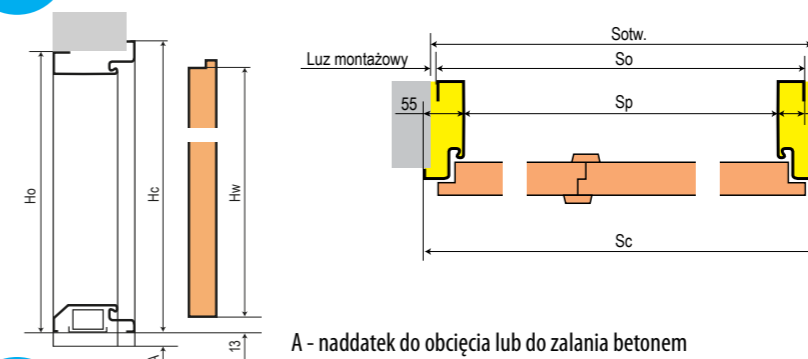 Sotw.
Luz montażowy
So
55
Sp
Ho
Hc
Hw
Sc
A
13
A - naddatek do obcięcia lub do zalania betonem